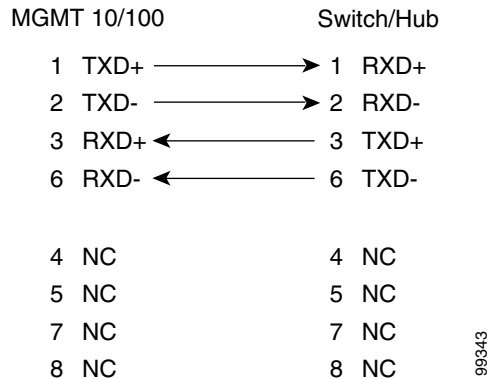 MGMT 10/100 Switch/Hub
1 TXD+ 1 RXD+
2 TXD- 2 RXD-
3 RXD+ 3 TXD+
6 RXD- 6 TXD-
4 NC 4 NC
5 NC 5 NC
7 NC 7 NC
8 NC 8 NC
99343